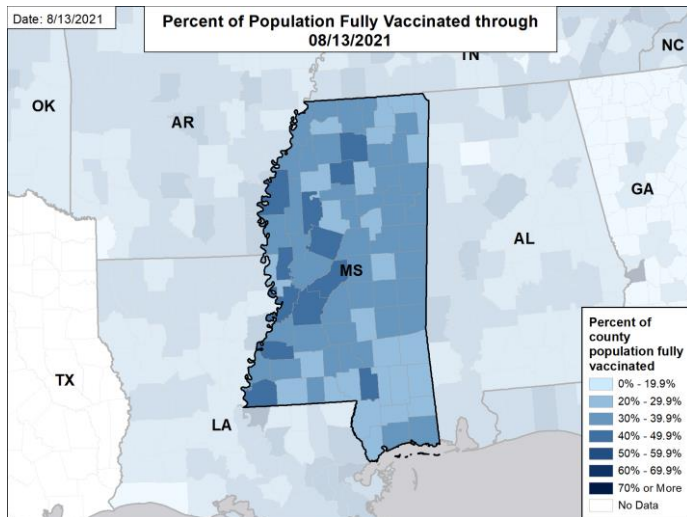 Date: 8/13/2021
Percent of Population Fully Vaccinated through
08/13/2021
TN
NC
OK
AR
GA
AL
MS
TX
LA
Percent of
county
population fully
vaccinated
0% - 19.9%
20% - 29.9%
30% - 39.9%
40% - 49.9%
50% - 59.9%
60% - 69.9%
70% or More
No Data